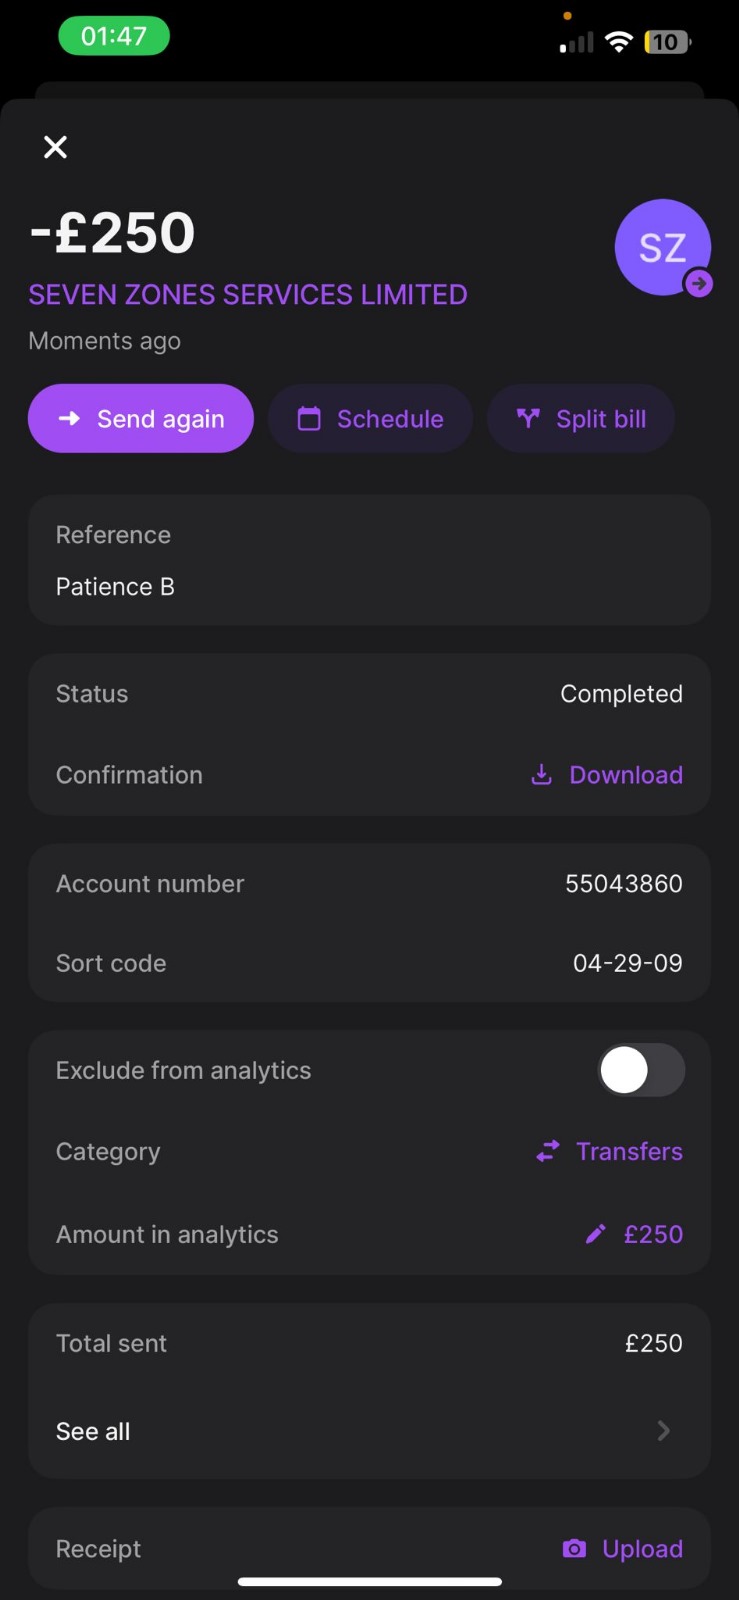 01:47
10
-£250
SZ
SEVEN ZONES SERVICES LIMITED
Moments ago
Send again
Schedule
Split bill
Reference
Patience B
Status
Completed
Confirmation
Download
Account number
55043860
Sort code
04-29-09
Exclude from analytics
Category
Transfers
Amount in analytics
£250
Total sent
£250
See all
Receipt
Upload